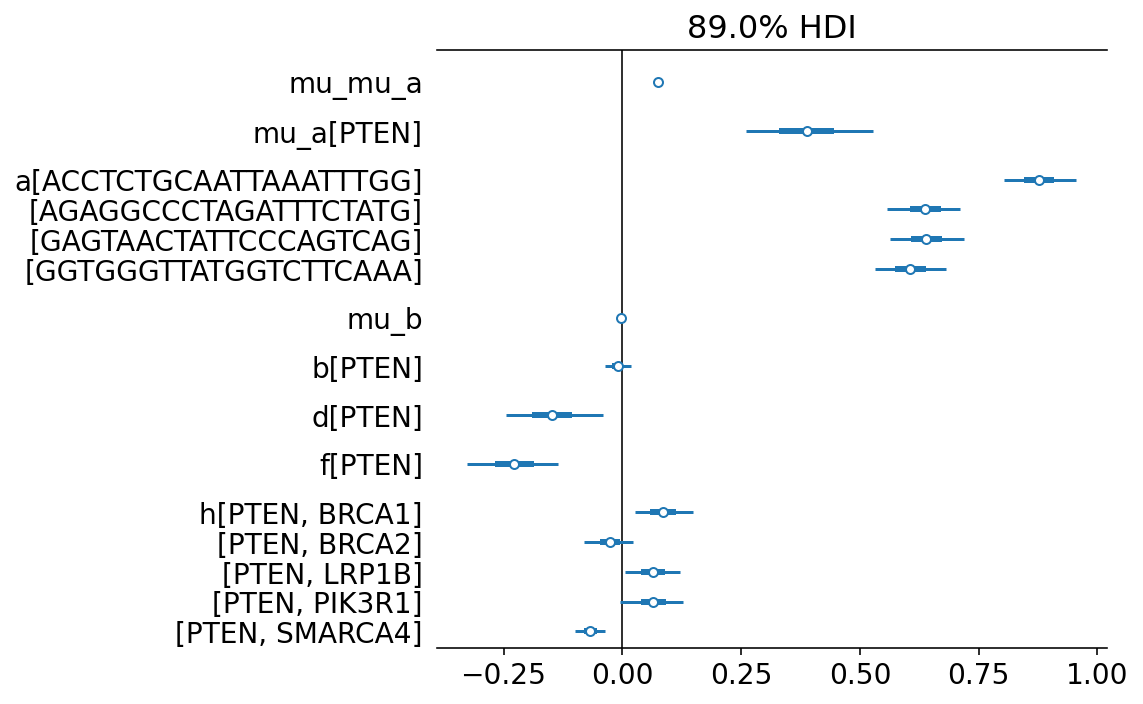 89.0% HDI
mu_mu_a
mu_a[PTEN]
a[ACCTCTGCAATTAAATTTGG]
[AGAGGCCCTAGATTTCTATG]
[GAGTAACTATTCCCAGTCAG]
[GGTGGGTTATGGTCTTCAAA]
mu_b
b[PTEN]
d[PTEN]
f[PTEN]
h[PTEN, BRCA1]
[PTEN, BRCA2]
[PTEN, LRP1B]
[PTEN, PIK3R1]
[PTEN, SMARCA4]
−0.25 0.00 0.25 0.50 0.75 1.00